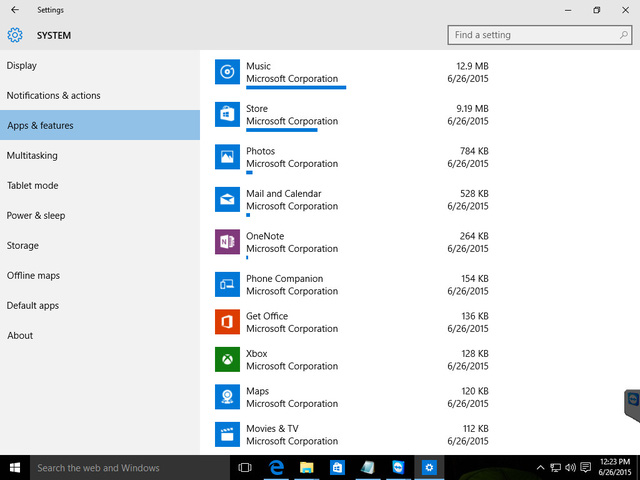 Settings
SYSTEM
Find a setting
Display
Notifications & actions
Apps & features
Multitasking
Tablet mode
Power & sleep
Storage
Offline maps
Default apps
About
Music 12.9 MB
Microsoft Corporation 6/26/2015
Store 9.19 MB
Microsoft Corporation 6/26/2015
Photos 784 KB
Microsoft Corporation 6/26/2015
Mail and Calendar 528 KB
Microsoft Corporation 6/26/2015
OneNote 264 KB
Microsoft Corporation 6/26/2015
Phone Companion 154 KB
Microsoft Corporation 6/26/2015
Get Office 136 KB
Microsoft Corporation 6/26/2015
Xbox 128 KB
Microsoft Corporation 6/26/2015
Maps 120 KB
Microsoft Corporation 6/26/2015
Movies & TV 112 KB
Microsoft Corporation 6/26/2015
Search the web and Windows
12:23 PM
6/26/2015